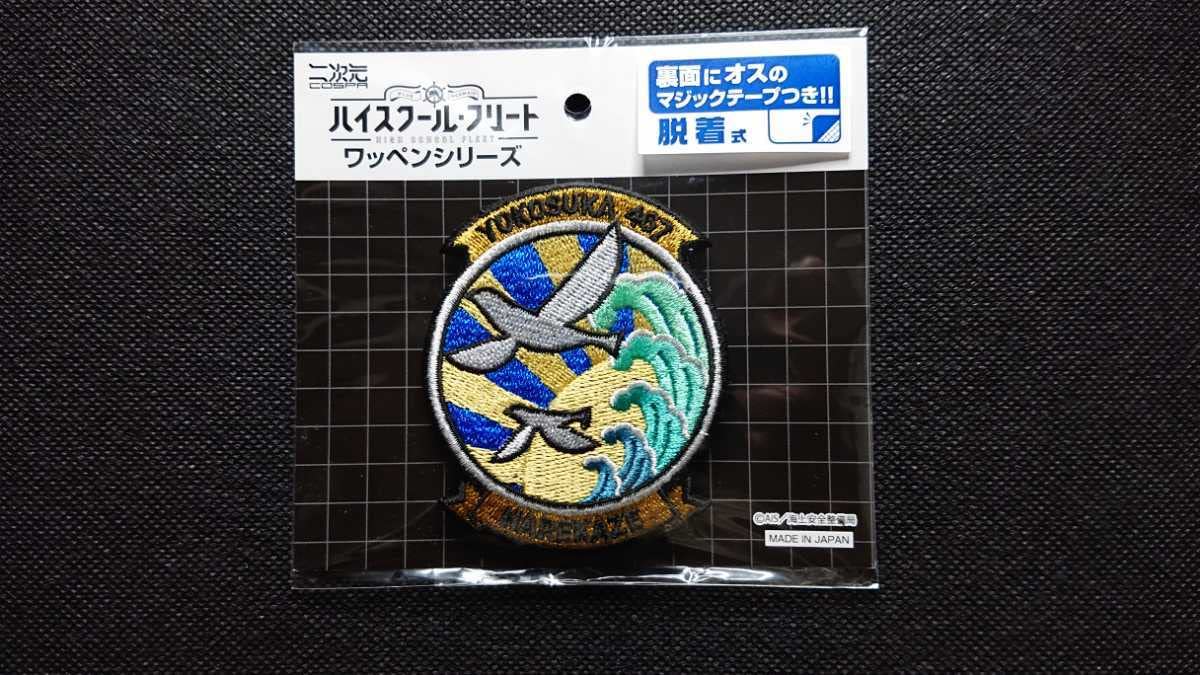 二次元
COSPA
ハイスクール・フリート
HIGH SCHOOL FLEET
ワッペンシリーズ
裏面にオスの
マジックテープつき!!
脱着式
YOKOSUKA 437
HAREKAZE
©AIS/海上安全整備局
MADE IN JAPAN